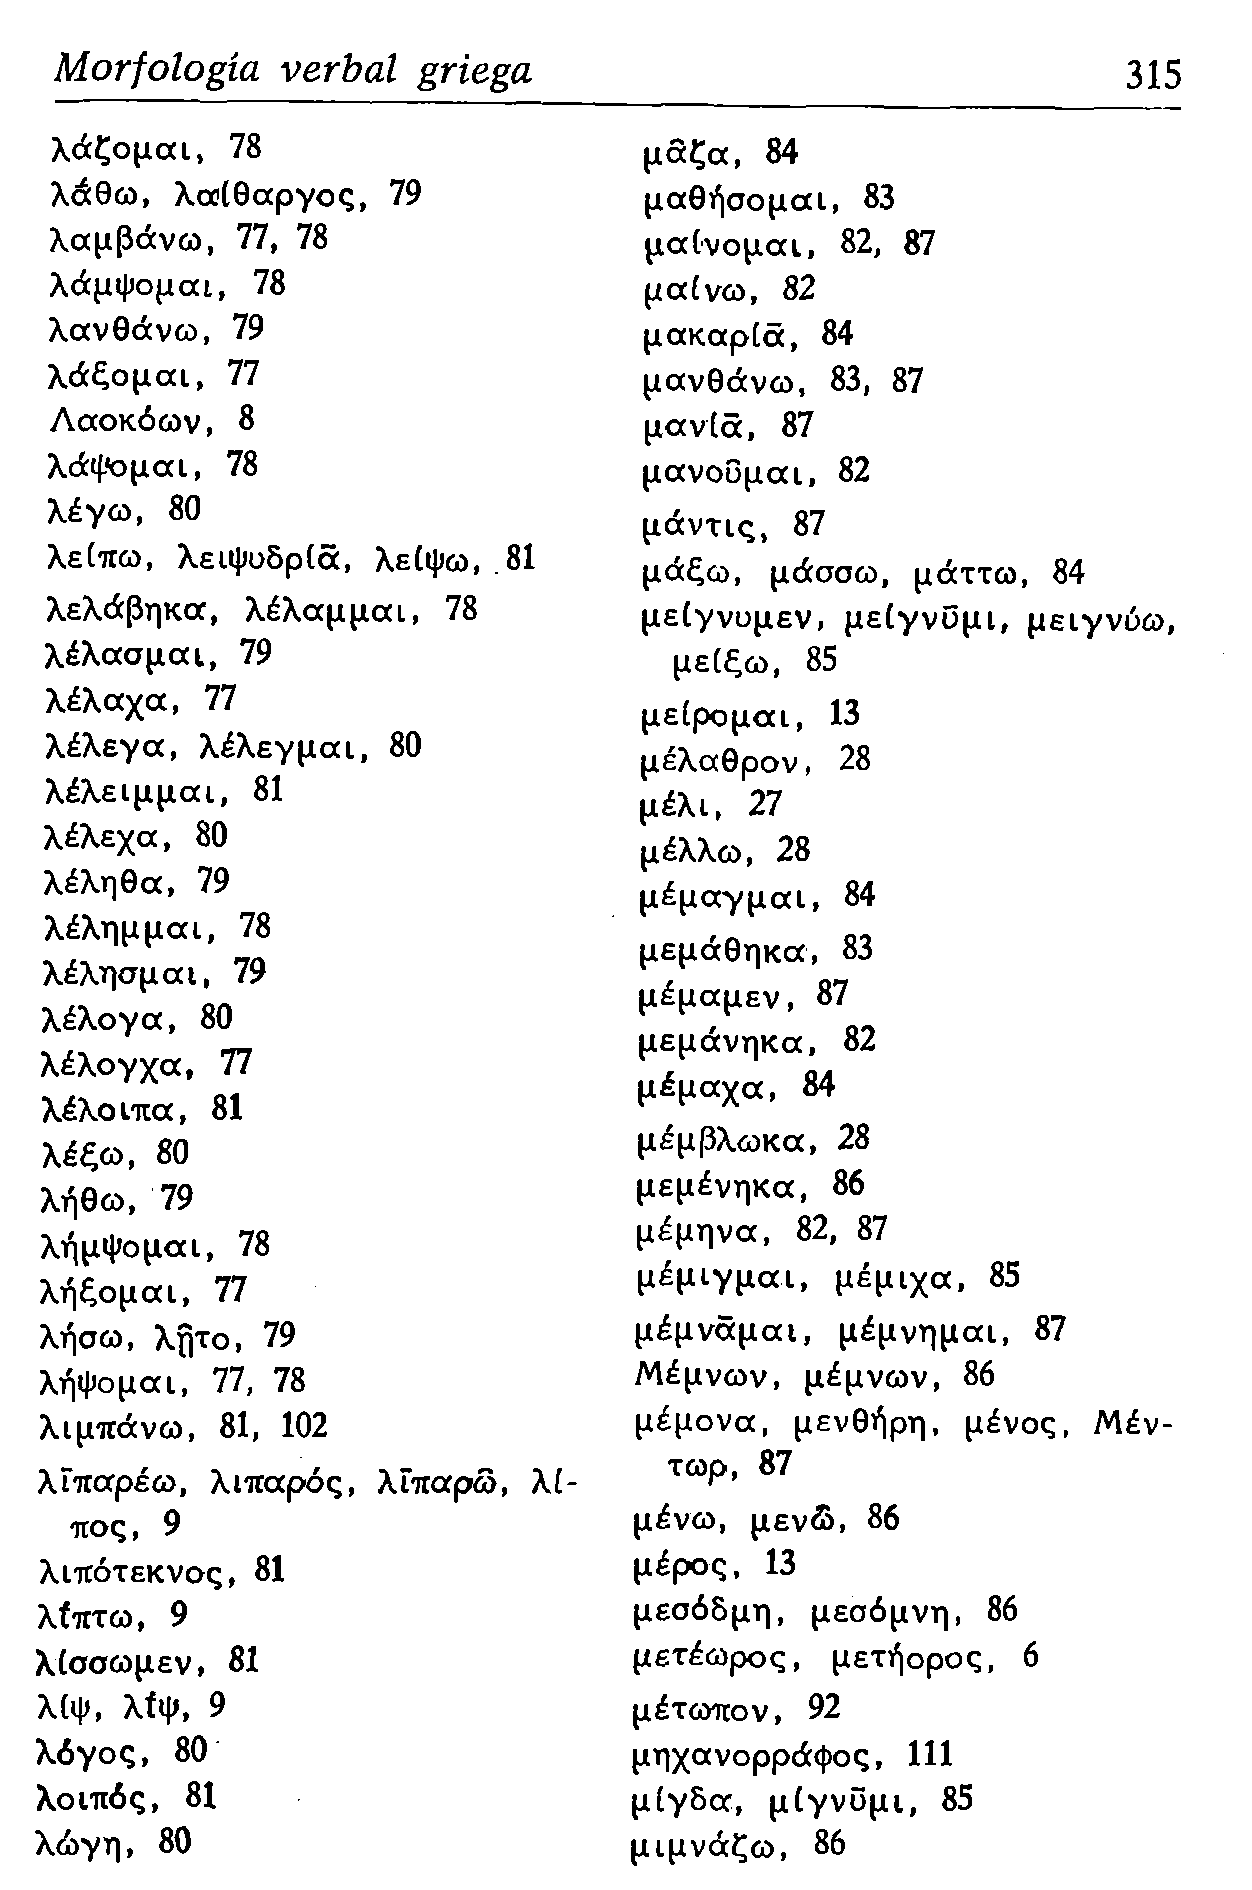 Morfología verbal griega 315
λάζομαι, 78
λᾱ́θω, λαίθαργος, 79
λαμβάνω, 77, 78
λάμψομαι, 78
λανθάνω, 79
λάξομαι, 77
Λαοκόων, 8
λάψομαι, 78
λέγω, 80
λείπω, λειψυδρίᾱ, λείψω, 81
λελάβηκα, λέλαμμαι, 78
λέλασμαι, 79
λέλαχα, 77
λέλεγα, λέλεγμαι, 80
λέλειμμαι, 81
λέλεχα, 80
λέληθα, 79
λέλημμαι, 78
λέλησμαι, 79
λέλογα, 80
λέλογχα, 77
λέλοιπα, 81
λέξω, 80
λήθω, 79
λήμψομαι, 78
λήξομαι, 77
λήσω, λῇτο, 79
λήψομαι, 77, 78
λιμπάνω, 81, 102
λῑπαρέω, λιπαρός, λῑπαρῶ, λί-
πος, 9
λιπότεκνος, 81
λῑ́πτω, 9
λίσσωμεν, 81
λίψ, λῑ́ψ, 9
λόγος, 80
λοιπός, 81
λώγη, 80
μᾶζα, 84
μαθήσομαι, 83
μαίνομαι, 82, 87
μαίνω, 82
μακαρίᾱ, 84
μανθάνω, 83, 87
μανίᾱ, 87
μανοῦμαι, 82
μάντις, 87
μάξω, μάσσω, μάττω, 84
μείγνυμεν, μείγνῡμι, μειγνύω,
μείξω, 85
μείρομαι, 13
μέλαθρον, 28
μέλι, 27
μέλλω, 28
μέμαγμαι, 84
μεμάθηκα, 83
μέμαμεν, 87
μεμάνηκα, 82
μέμαχα, 84
μέμβλωκα, 28
μεμένηκα, 86
μέμηνα, 82, 87
μέμιγμαι, μέμιχα, 85
μέμνᾱμαι, μέμνημαι, 87
Μέμνων, μέμνων, 86
μέμονα, μενθήρη, μένος, Μέν-
τωρ, 87
μένω, μενῶ, 86
μέρος, 13
μεσόδμη, μεσόμνη, 86
μετέωρος, μετήορος, 6
μέτωπον, 92
μηχανορράφος, 111
μίγδα, μίγνῡμι, 85
μιμνάζω, 86